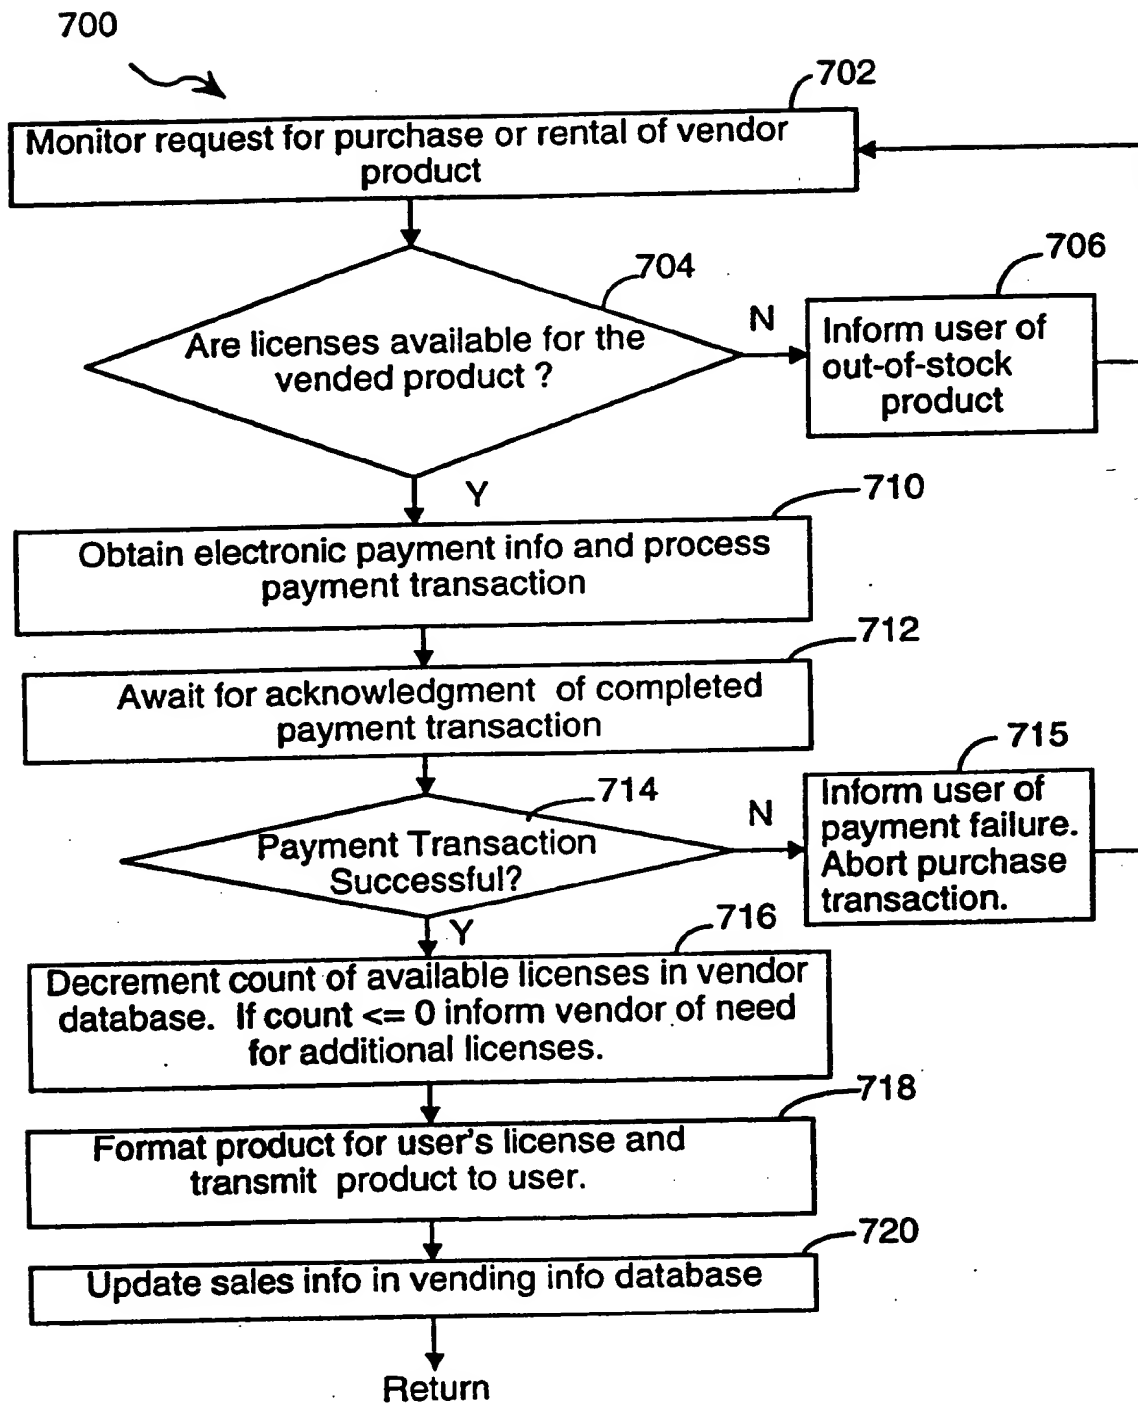 700
702
Monitor request for purchase or rental of vendor
product
704
Are licenses available for the
vended product ?
N
706
Inform user of
out-of-stock
product
Y
710
Obtain electronic payment info and process
payment transaction
712
Await for acknowledgment of completed
payment transaction
714
Payment Transaction
Successful?
N
715
Inform user of
payment failure.
Abort purchase
transaction.
Y
716
Decrement count of available licenses in vendor
database. If count <= 0 inform vendor of need
for additional licenses.
718
Format product for user's license and
transmit product to user.
720
Update sales info in vending info database
Return